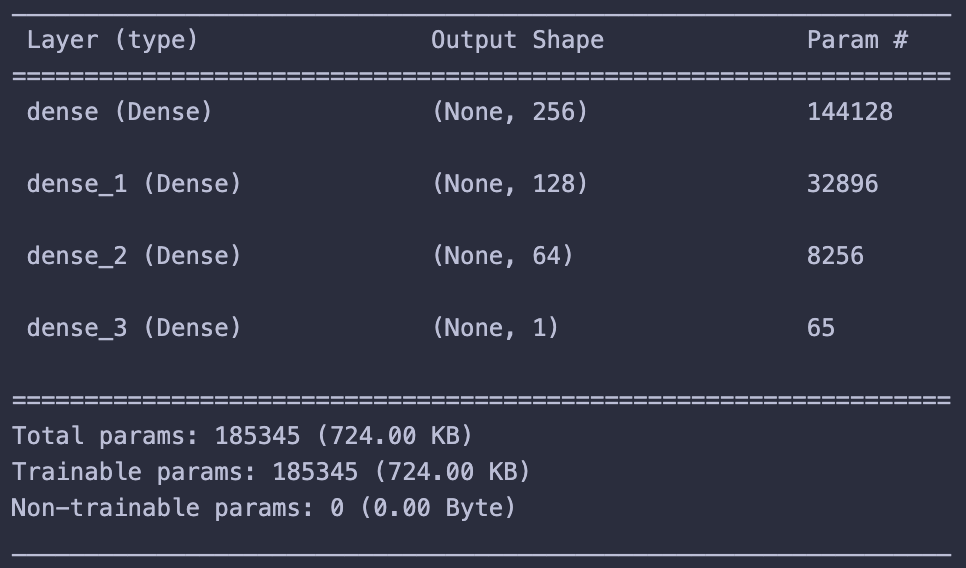 Layer (type) Output Shape Param #
=================================================================
dense (Dense) (None, 256) 144128
dense_1 (Dense) (None, 128) 32896
dense_2 (Dense) (None, 64) 8256
dense_3 (Dense) (None, 1) 65
=================================================================
Total params: 185345 (724.00 KB)
Trainable params: 185345 (724.00 KB)
Non-trainable params: 0 (0.00 Byte)